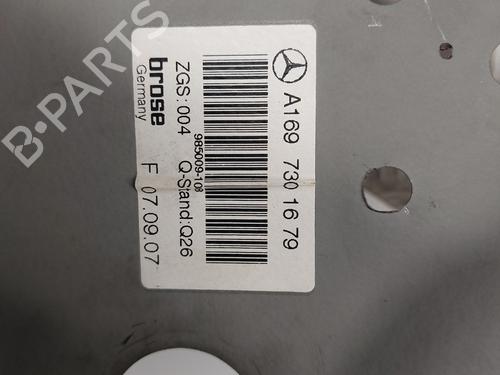 A169 730 16 79
985009-108
ZGS: 004 Q-Stand:Q26
brose
Germany
F 07.09.07
B-PARTS